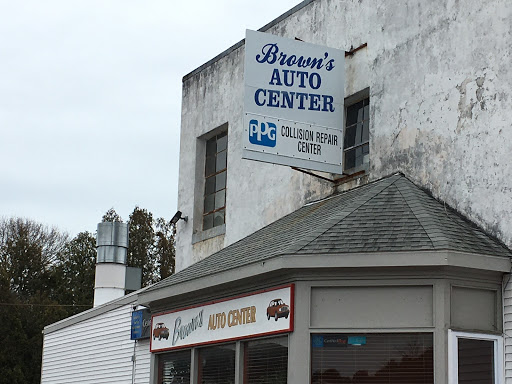 Brown's
AUTO
CENTER
PPG
COLLISION REPAIR
CENTER
Brown's AUTO CENTER